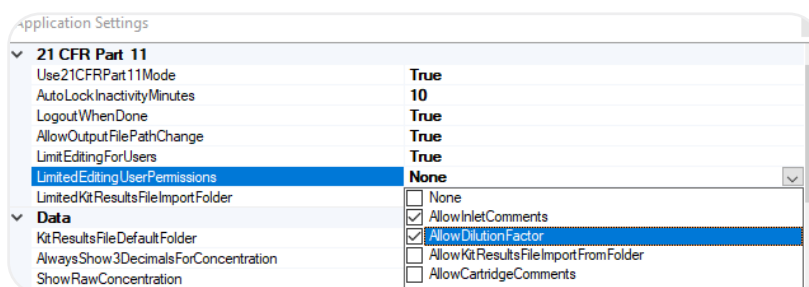 Application Settings
21 CFR Part 11
Use21CFRPart11Mode True
AutoLockInactivityMinutes 10
LogoutWhenDone True
AllowOutputFilePathChange True
LimitEditingForUsers True
LimitedEditingUserPermissions None
LimitedKitResultsFileImportFolder None
Data AllowInletComments
KitResultsFileDefaultFolder AllowDilutionFactor
AlwaysShow3DecimalsForConcentration AllowKitResultsFileImportFromFolder
ShowRawConcentration AllowCartridgeComments